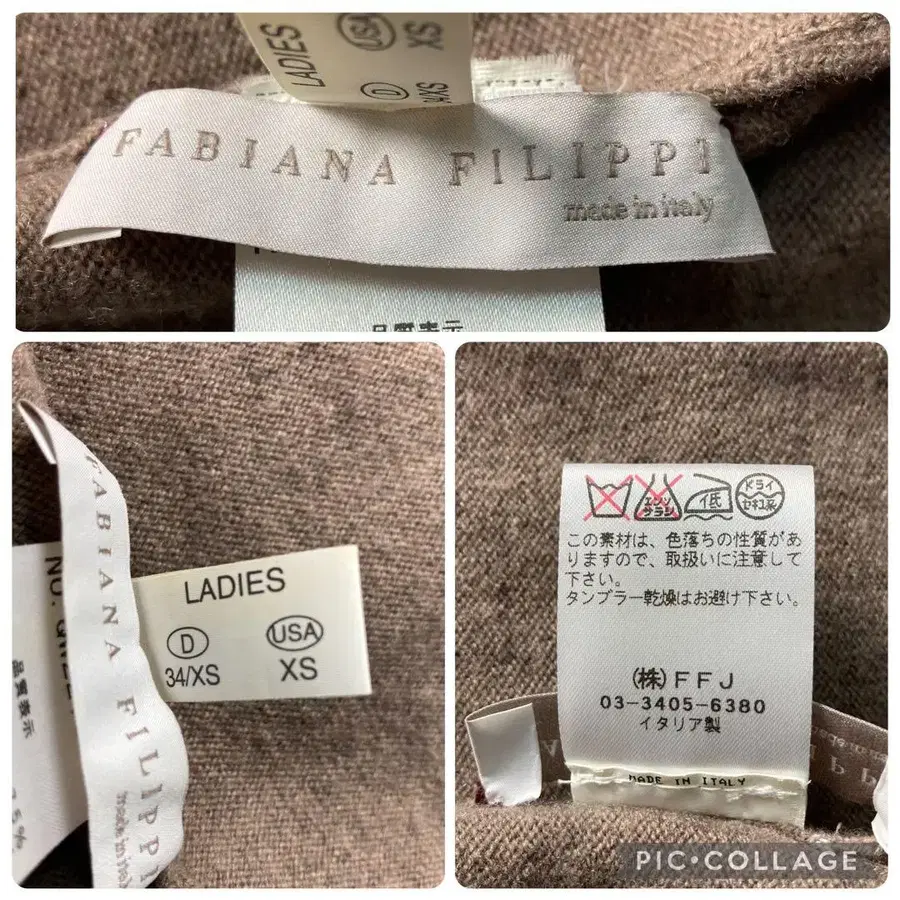 LADIES
USA
XS
D
FABIANA FILIPPI
made in italy
品質表示
FABIANA FILIPPI
made in italy
NO.
品質表示
LADIES
D
USA
34/XS
XS
エンソ
サラシ
低
ドライ
セキユ系
この素材は、色落ちの性質があ
りますので、取扱いに注意して
下さい。
タンブラー乾燥はお避け下さい。
(株)FFJ
03-3405-6380
イタリア製
MADE IN ITALY
PIC•COLLAGE